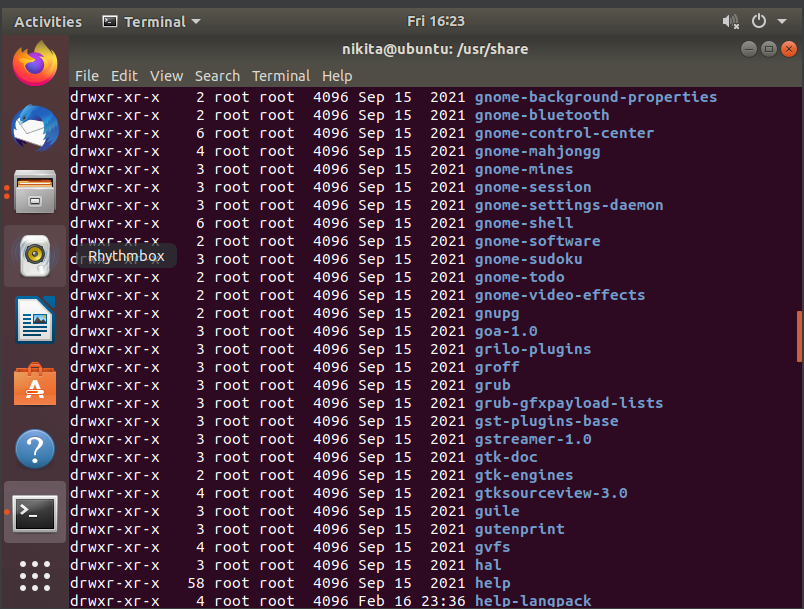 Activities Terminal Fri 16:23
nikita@ubuntu: /usr/share
File Edit View Search Terminal Help
drwxr-xr-x 2 root root 4096 Sep 15 2021 gnome-background-properties
drwxr-xr-x 2 root root 4096 Sep 15 2021 gnome-bluetooth
drwxr-xr-x 6 root root 4096 Sep 15 2021 gnome-control-center
drwxr-xr-x 4 root root 4096 Sep 15 2021 gnome-mahjongg
drwxr-xr-x 3 root root 4096 Sep 15 2021 gnome-mines
drwxr-xr-x 3 root root 4096 Sep 15 2021 gnome-session
drwxr-xr-x 3 root root 4096 Sep 15 2021 gnome-settings-daemon
drwxr-xr-x 6 root root 4096 Sep 15 2021 gnome-shell
drwxr-xr-x 2 root root 4096 Sep 15 2021 gnome-software
Rhythmbox
3 root root 4096 Sep 15 2021 gnome-sudoku
drwxr-xr-x 2 root root 4096 Sep 15 2021 gnome-todo
drwxr-xr-x 2 root root 4096 Sep 15 2021 gnome-video-effects
drwxr-xr-x 2 root root 4096 Sep 15 2021 gnupg
drwxr-xr-x 3 root root 4096 Sep 15 2021 goa-1.0
drwxr-xr-x 3 root root 4096 Sep 15 2021 grilo-plugins
drwxr-xr-x 3 root root 4096 Sep 15 2021 groff
drwxr-xr-x 3 root root 4096 Sep 15 2021 grub
drwxr-xr-x 3 root root 4096 Sep 15 2021 grub-gfxpayload-lists
drwxr-xr-x 3 root root 4096 Sep 15 2021 gst-plugins-base
drwxr-xr-x 3 root root 4096 Sep 15 2021 gstreamer-1.0
drwxr-xr-x 3 root root 4096 Sep 15 2021 gtk-doc
drwxr-xr-x 2 root root 4096 Sep 15 2021 gtk-engines
drwxr-xr-x 4 root root 4096 Sep 15 2021 gtksourceview-3.0
drwxr-xr-x 3 root root 4096 Sep 15 2021 guile
drwxr-xr-x 3 root root 4096 Sep 15 2021 gutenprint
drwxr-xr-x 4 root root 4096 Sep 15 2021 gvfs
drwxr-xr-x 3 root root 4096 Sep 15 2021 hal
drwxr-xr-x 58 root root 4096 Sep 15 2021 help
drwxr-xr-x 4 root root 4096 Feb 16 23:36 help-langpack